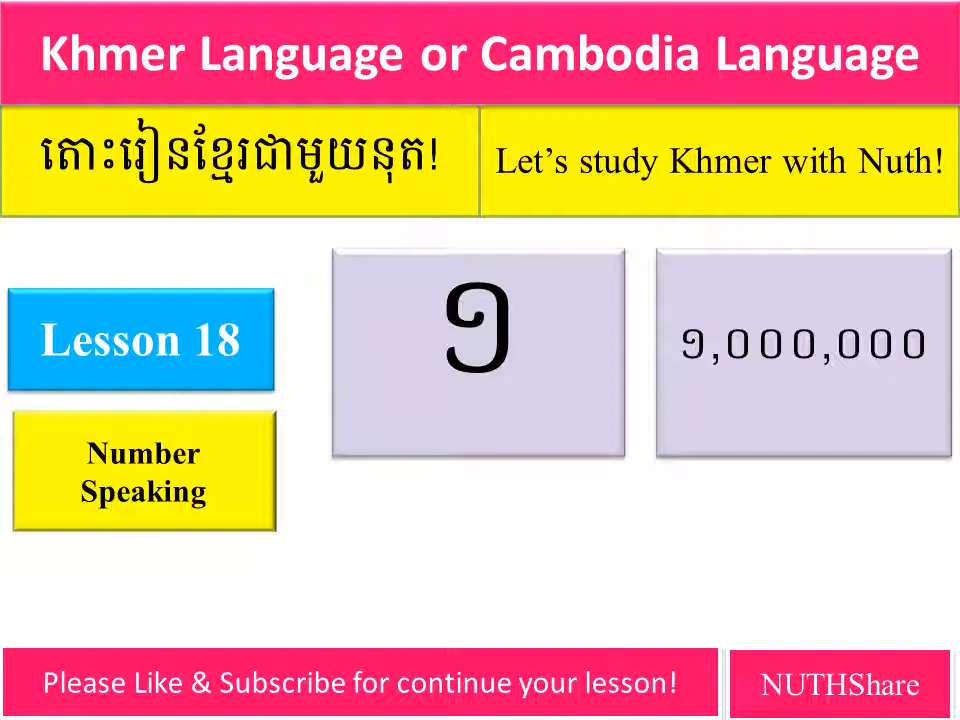 Khmer Language or Cambodia Language
តោះរៀនខ្មែរជាមួយនុត!
Let’s study Khmer with Nuth!
Lesson 18
១
១,០០០,០០០
Number
Speaking
Please Like & Subscribe for continue your lesson!
NUTHShare